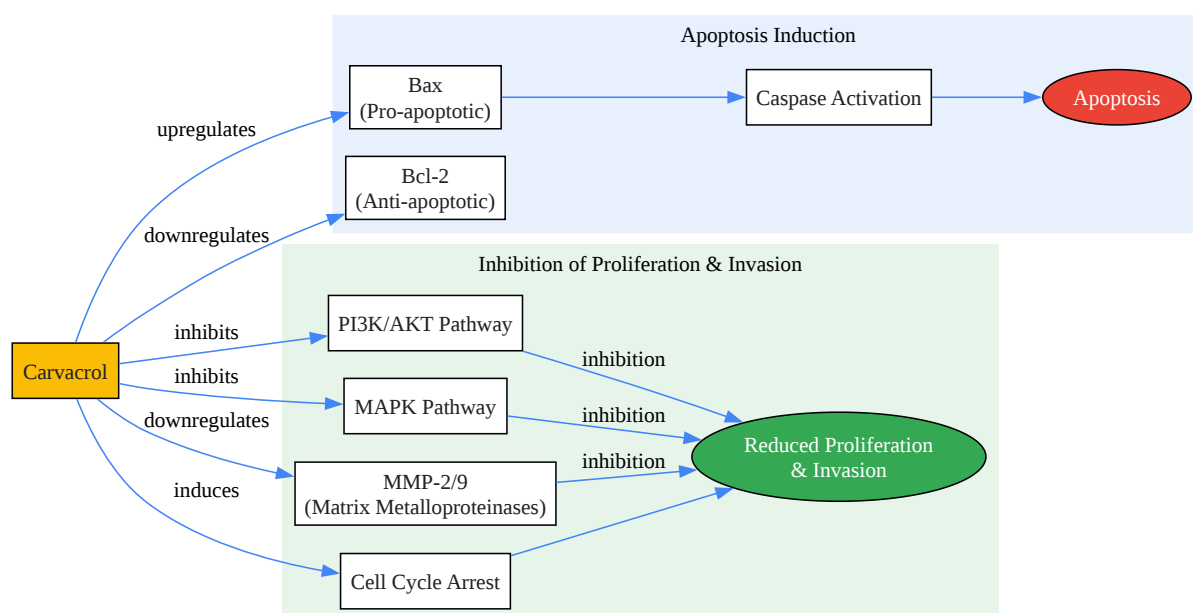 Apoptosis Induction
Bax
(Pro-apoptotic)
Caspase Activation
Apoptosis
upregulates
Bcl-2
(Anti-apoptotic)
downregulates
Inhibition of Proliferation & Invasion
PI3K/AKT Pathway
inhibits
inhibition
Carvacrol
inhibits
MAPK Pathway
inhibition
downregulates
Reduced Proliferation
& Invasion
inhibition
MMP-2/9
(Matrix Metalloproteinases)
induces
Cell Cycle Arrest